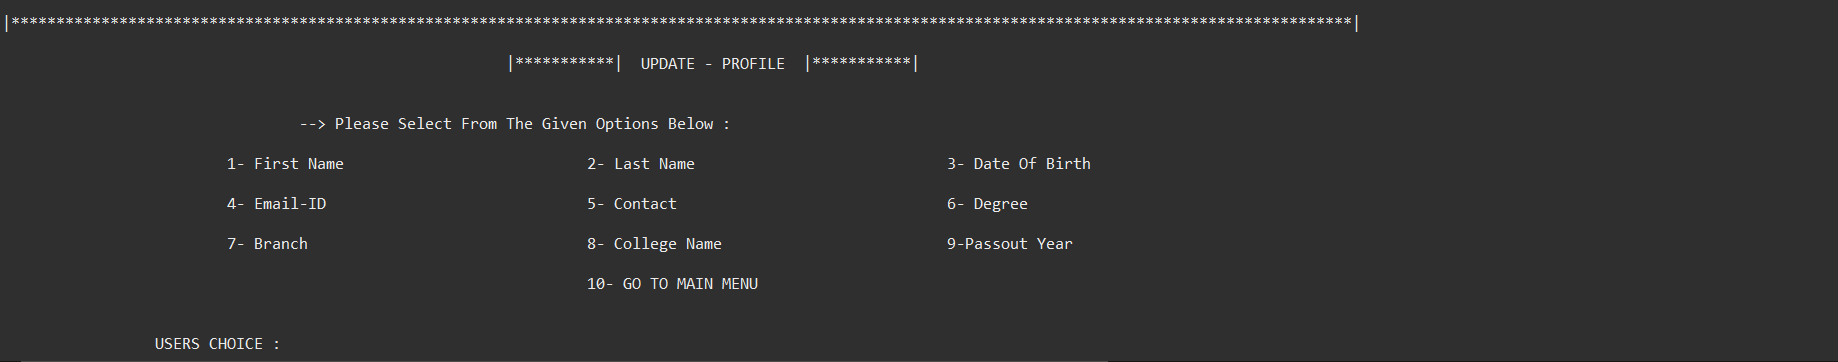 |*****************************************************************************************************************************************************|
|***********|  UPDATE - PROFILE  |***********|
--> Please Select From The Given Options Below :
1- First Name 2- Last Name 3- Date Of Birth
4- Email-ID 5- Contact 6- Degree
7- Branch 8- College Name 9-Passout Year
10- GO TO MAIN MENU
USERS CHOICE :